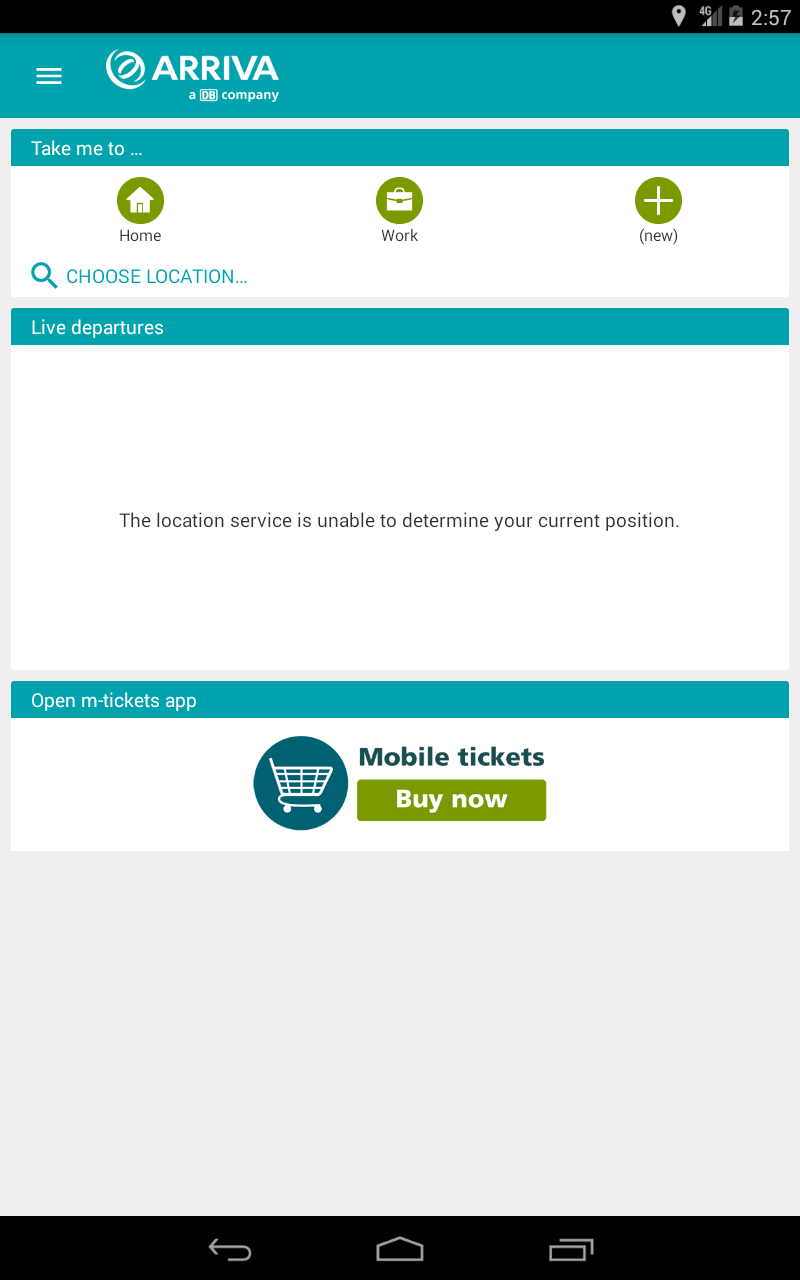 4G 2:57
ARRIVA
a DB company
Take me to ...
Home Work (new)
CHOOSE LOCATION...
Live departures
The location service is unable to determine your current position.
Open m-tickets app
Mobile tickets
Buy now